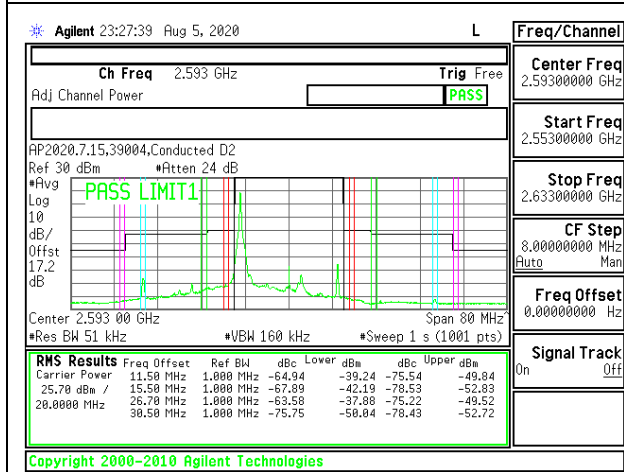 Agilent 23:27:39 Aug 5, 2020 L
Ch Freq 2.593 GHz Trig Free
Adj Channel Power PASS
AP2020.7.15,39004,Conducted D2
Ref 30 dBm #Atten 24 dB
#Avg
Log
10
dB/
Offst
17.2
dB
PASS LIMIT1
Center 2.593 00 GHz Span 80 MHz
#Res BW 51 kHz #VBW 160 kHz #Sweep 1 s (1001 pts)
RMS Results Freq Offset Ref BW dBc Lower dBm dBc Upper dBm
Carrier Power 11.50 MHz 1.000 MHz -64.94 -39.24 -75.54 -49.84
25.70 dBm / 15.50 MHz 1.000 MHz -67.89 -42.19 -78.53 -52.83
20.0000 MHz 26.70 MHz 1.000 MHz -63.58 -37.88 -75.22 -49.52
30.50 MHz 1.000 MHz -75.75 -50.04 -78.43 -52.72
Copyright 2000-2010 Agilent Technologies
Freq/Channel
Center Freq
2.59300000 GHz
Start Freq
2.55300000 GHz
Stop Freq
2.63300000 GHz
CF Step
8.00000000 MHz
Auto Man
Freq Offset
0.00000000 Hz
Signal Track
On Off